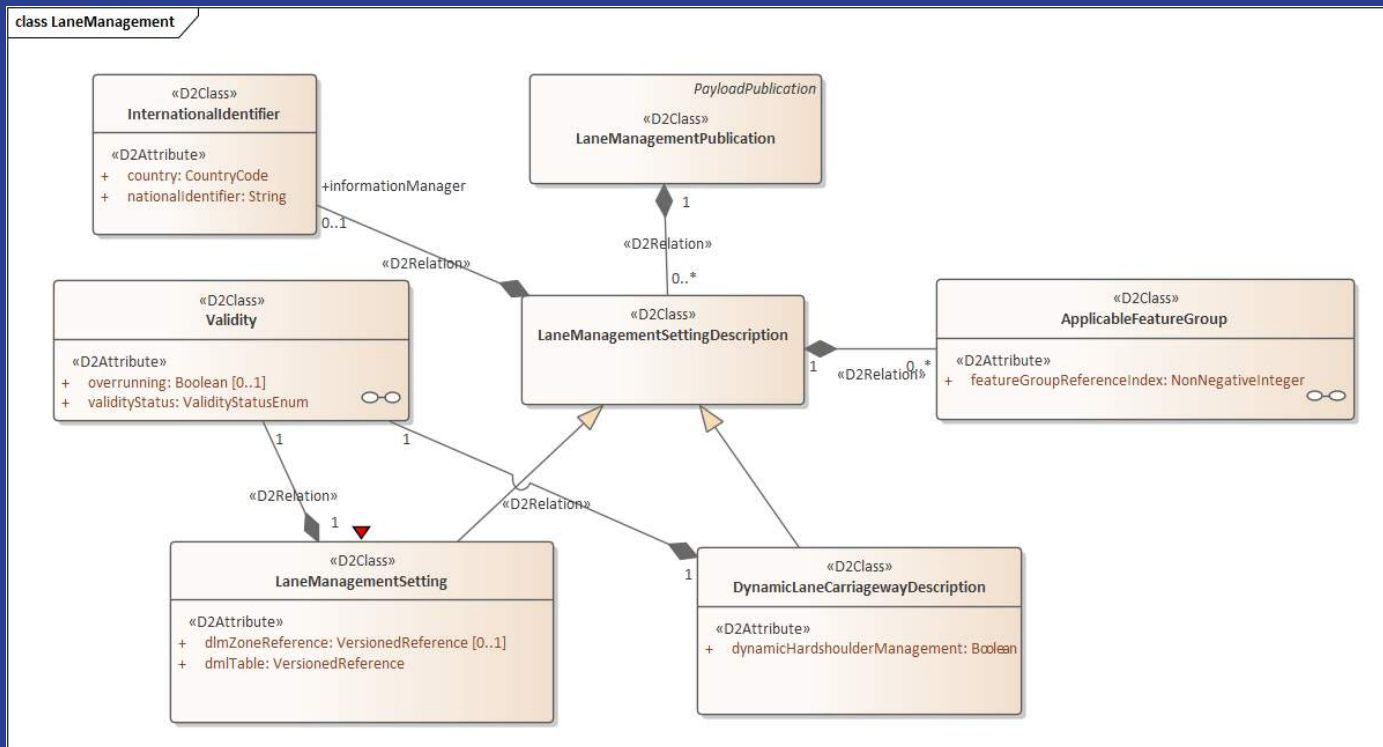 class LaneManagement
«D2Class»
InternationalIdentifier
«D2Attribute»
+ country: CountryCode
+ nationalIdentifier: String
PayloadPublication
«D2Class»
LaneManagementPublication
+informationManager
0..1
«D2Relation»
1
«D2Relation»
0..*
«D2Class»
Validity
«D2Attribute»
+ overrunning: Boolean [0..1]
+ validityStatus: ValidityStatusEnum
«D2Class»
LaneManagementSettingDescription
1
«D2Relation»
0..*
«D2Class»
ApplicableFeatureGroup
«D2Attribute»
+ featureGroupReferenceIndex: NonNegativeInteger
1
1
«D2Relation»
1
«D2Relation»
1
«D2Class»
LaneManagementSetting
«D2Attribute»
+ dlmZoneReference: VersionedReference [0..1]
+ dmlTable: VersionedReference
«D2Class»
DynamicLaneCarriagewayDescription
«D2Attribute»
+ dynamicHardshoulderManagement: Boolean